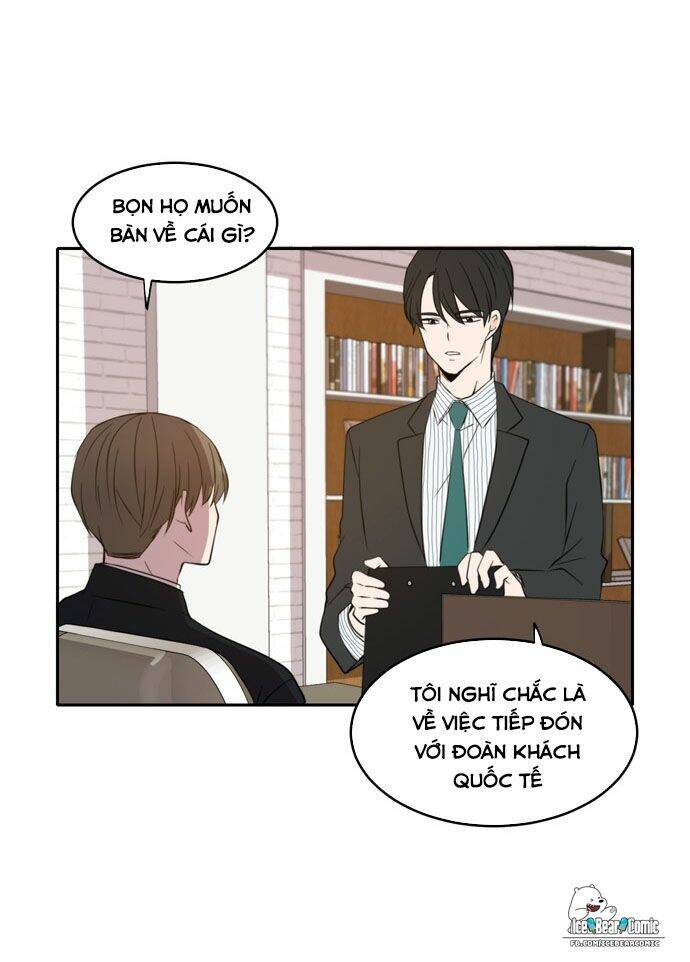 BỌN HỌ MUỐN
BÀN VỀ CÁI GÌ?
TÔI NGHĨ CHẮC LÀ
VỀ VIỆC TIẾP ĐÓN
VỚI ĐOÀN KHÁCH
QUỐC TẾ
Ice Bear Comic
FB.COM/ICEBEARCOMIC